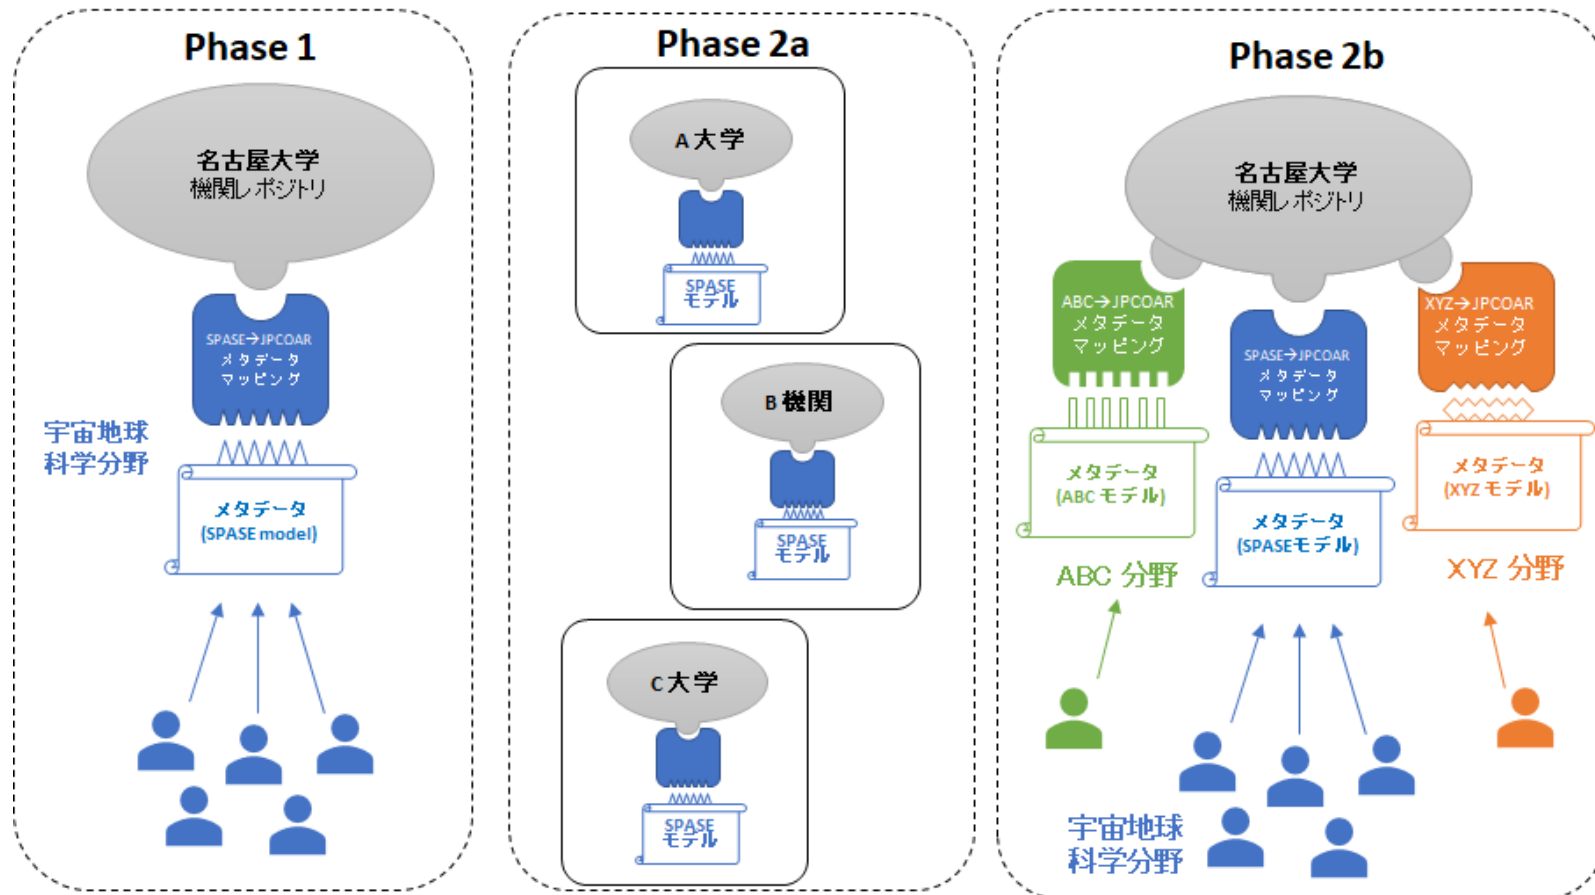 Phase 1
名古屋大学
機関レポジトリ
SPASE→JPCOAR
メタデータ
マッピング
宇宙地球
科学分野
メタデータ
(SPASE model)
Phase 2a
A 大学
SPASE
モデル
B 機関
SPASE
モデル
C 大学
SPASE
モデル
Phase 2b
名古屋大学
機関レポジトリ
ABC→JPCOAR
メタデータ
マッピング
SPASE→JPCOAR
メタデータ
マッピング
XYZ→JPCOAR
メタデータ
マッピング
メタデータ
(ABC モデル)
メタデータ
(SPASEモデル)
メタデータ
(XYZ モデル)
ABC 分野
XYZ 分野
宇宙地球
科学分野